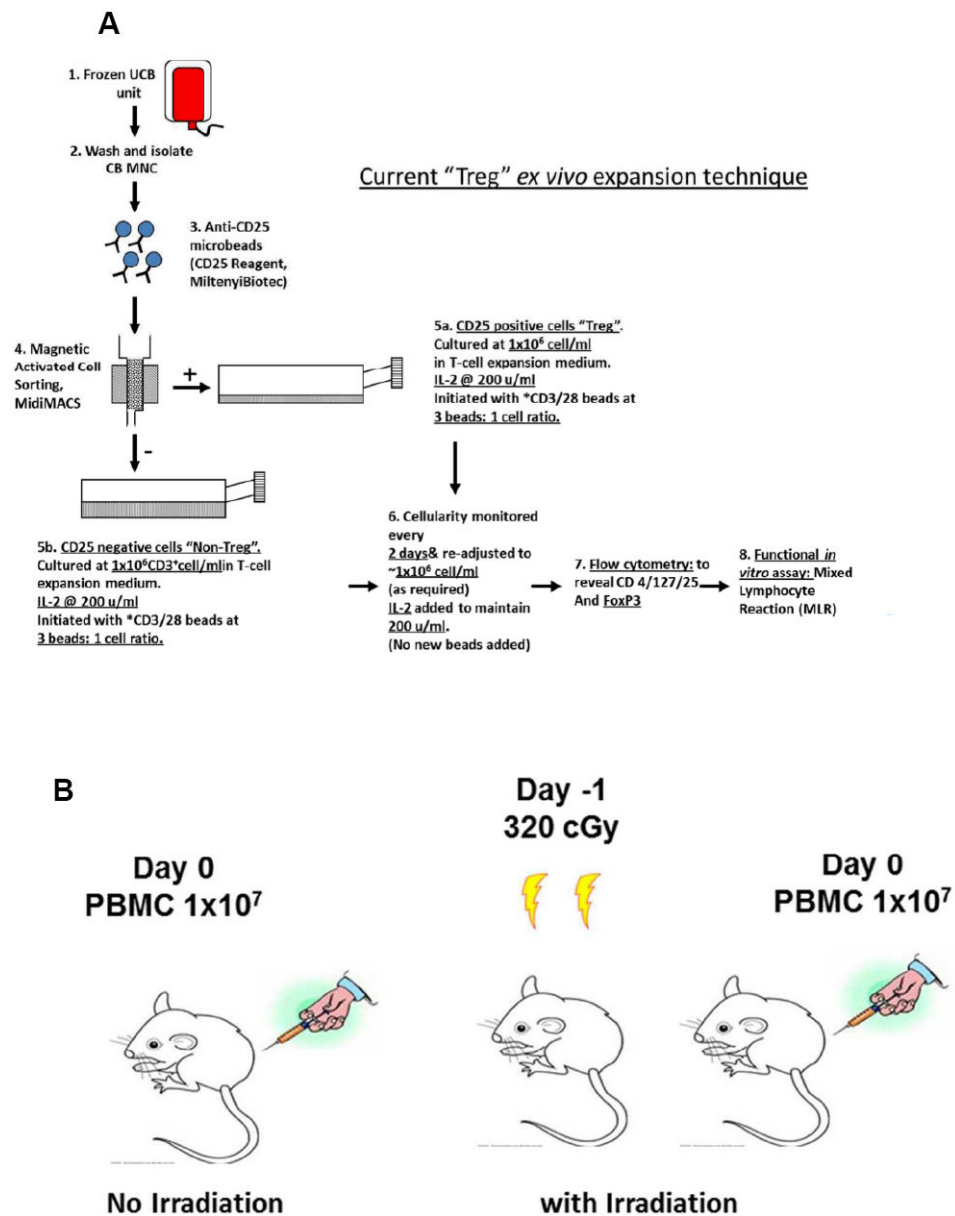 A
1. Frozen UCB
unit
2. Wash and isolate
CB MNC
Current "Treg" ex vivo expansion technique
3. Anti-CD25
microbeads
(CD25 Reagent,
MiltenyiBiotec)
4. Magnetic
Activated Cell
Sorting,
MidiMACS
+
-
5a. CD25 positive cells "Treg".
Cultured at 1x10⁶ cell/ml
in T-cell expansion medium.
IL-2 @ 200 u/ml
Initiated with *CD3/28 beads at
3 beads: 1 cell ratio.
5b. CD25 negative cells "Non-Treg".
Cultured at 1x10⁶CD3⁺cell/mlin T-cell
expansion medium.
IL-2 @ 200 u/ml
Initiated with *CD3/28 beads at
3 beads: 1 cell ratio.
6. Cellularity monitored
every
2 days& re-adjusted to
~1x10⁶ cell/ml
(as required)
IL-2 added to maintain
200 u/ml.
(No new beads added)
7. Flow cytometry: to
reveal CD 4/127/25
And FoxP3
8. Functional in
vitro assay: Mixed
Lymphocyte
Reaction (MLR)
B
Day 0
PBMC 1x10⁷
Day -1
320 cGy
Day 0
PBMC 1x10⁷
No Irradiation
with Irradiation